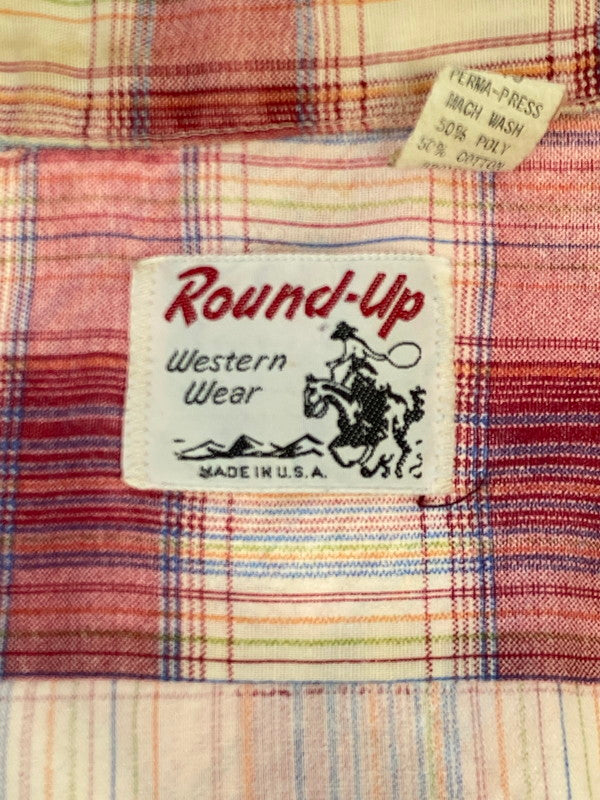 PERMA-PRESS
MACH WASH
50% POLY
50% COTTON
Round-Up
Western
Wear
MADE IN U.S.A.